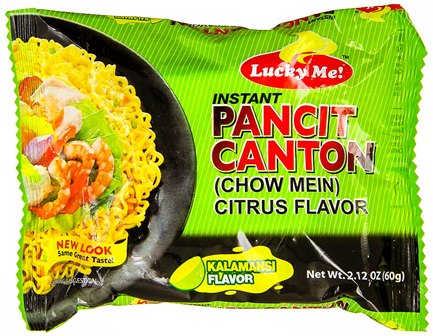 Lucky Me!™
INSTANT
PANCIT
CANTON
(CHOW MEIN)
CITRUS FLAVOR
NEW LOOK
Same Great Taste!
KALAMANSI
FLAVOR
Net Wt. 2.12 OZ (60g)